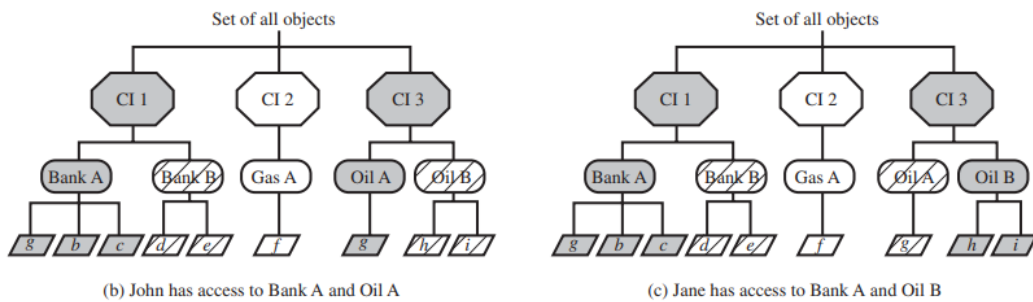 Set of all objects
CI 1 CI 2 CI 3
Bank A Bank B Gas A Oil A Oil B
g b c d e f g h i
(b) John has access to Bank A and Oil A
Set of all objects
CI 1 CI 2 CI 3
Bank A Bank B Gas A Oil A Oil B
g b c d e f g h i
(c) Jane has access to Bank A and Oil B